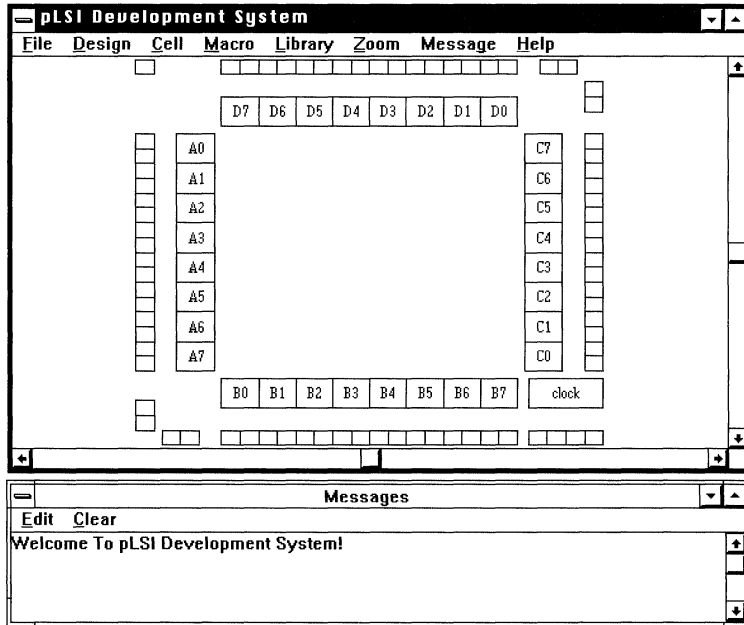 pLSI Development System
File Design Cell Macro Library Zoom Message Help
D7 D6 D5 D4 D3 D2 D1 D0
A0 C7
A1 C6
A2 C5
A3 C4
A4 C3
A5 C2
A6 C1
A7 C0
B0 B1 B2 B3 B4 B5 B6 B7 clock
Messages
Edit Clear
Welcome To pLSI Development System!